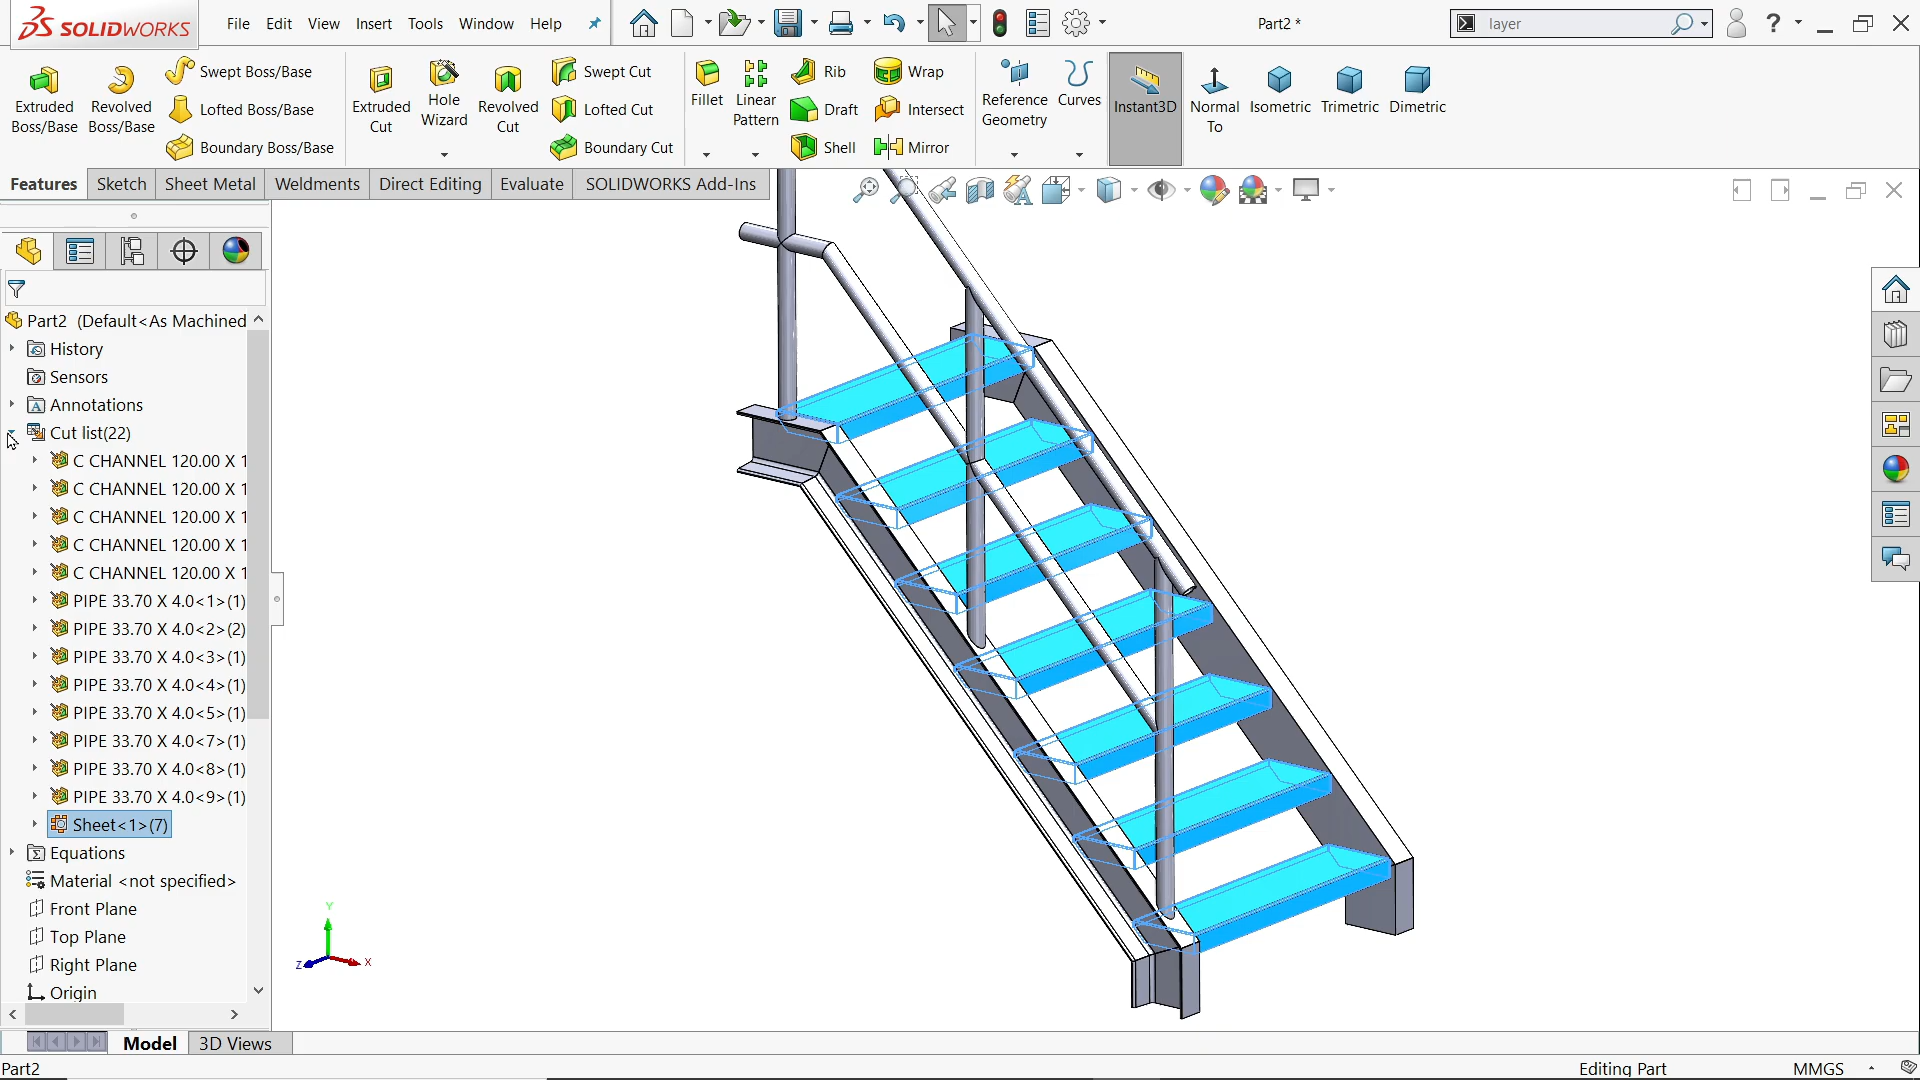 SOLIDWORKS
File Edit View Insert Tools Window Help
Part2 *
layer
Extruded Boss/Base
Revolved Boss/Base
Swept Boss/Base
Lofted Boss/Base
Boundary Boss/Base
Extruded Cut
Hole Wizard
Revolved Cut
Swept Cut
Lofted Cut
Boundary Cut
Fillet
Linear Pattern
Rib
Draft
Shell
Wrap
Intersect
Mirror
Reference Geometry
Curves
Instant3D
Normal To
Isometric
Trimetric
Dimetric
Features Sketch Sheet Metal Weldments Direct Editing Evaluate SOLIDWORKS Add-Ins
Part2 (Default<As Machined
History
Sensors
Annotations
Cut list(22)
C CHANNEL 120.00 X 1
C CHANNEL 120.00 X 1
C CHANNEL 120.00 X 1
C CHANNEL 120.00 X 1
C CHANNEL 120.00 X 1
PIPE 33.70 X 4.0<1>(1)
PIPE 33.70 X 4.0<2>(2)
PIPE 33.70 X 4.0<3>(1)
PIPE 33.70 X 4.0<4>(1)
PIPE 33.70 X 4.0<5>(1)
PIPE 33.70 X 4.0<7>(1)
PIPE 33.70 X 4.0<8>(1)
PIPE 33.70 X 4.0<9>(1)
Sheet<1>(7)
Equations
Material <not specified>
Front Plane
Top Plane
Right Plane
Origin
Y
Z
X
Model 3D Views
Part2
Editing Part
MMGS